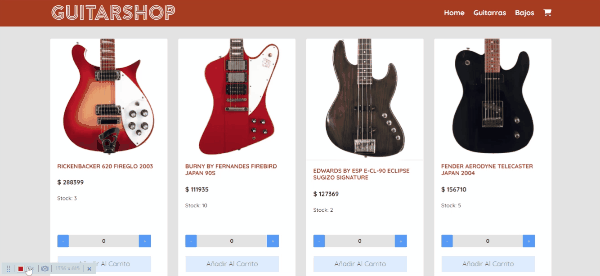 GUITARSHOP
Home Guitarras Bajos
RICKENBACKER 620 FIREGLO 2003
$ 288399
Stock: 3
- 0 +
Añadir Al Carrito
BURNY BY FERNANDES FIREBIRD
JAPAN 90S
$ 111935
Stock: 10
- 0 +
Añadir Al Carrito
EDWARDS BY ESP E-CL-90 ECLIPSE
SUGIZO SIGNATURE
$ 127369
Stock: 2
- 0 +
Añadir Al Carrito
FENDER AERODYNE TELECASTER
JAPAN 2004
$ 156710
Stock: 5
- 0 +
Añadir Al Carrito